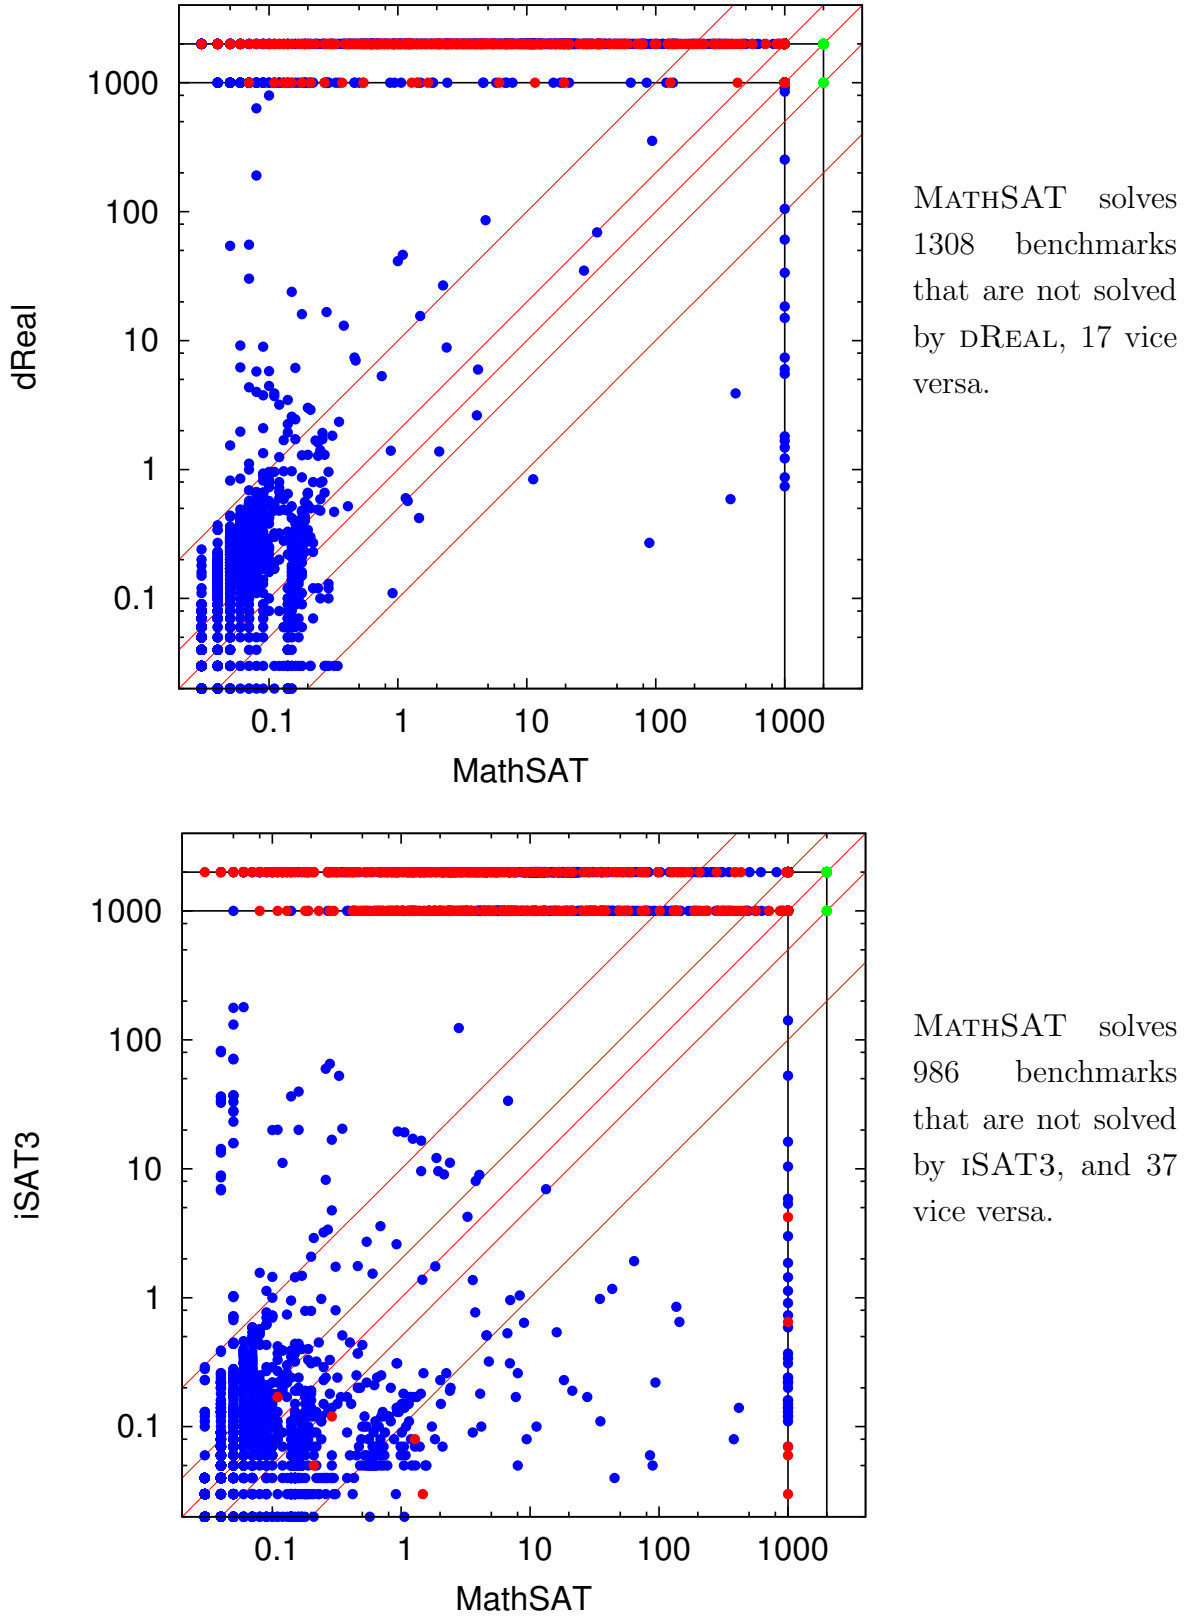 1000
100
10
1
0.1
dReal
0.1 1 10 100 1000
MathSAT
MATHSAT solves
1308 benchmarks
that are not solved
by DREAL, 17 vice
versa.
1000
100
10
1
0.1
iSAT3
0.1 1 10 100 1000
MathSAT
MATHSAT solves
986 benchmarks
that are not solved
by ISAT3, and 37
vice versa.